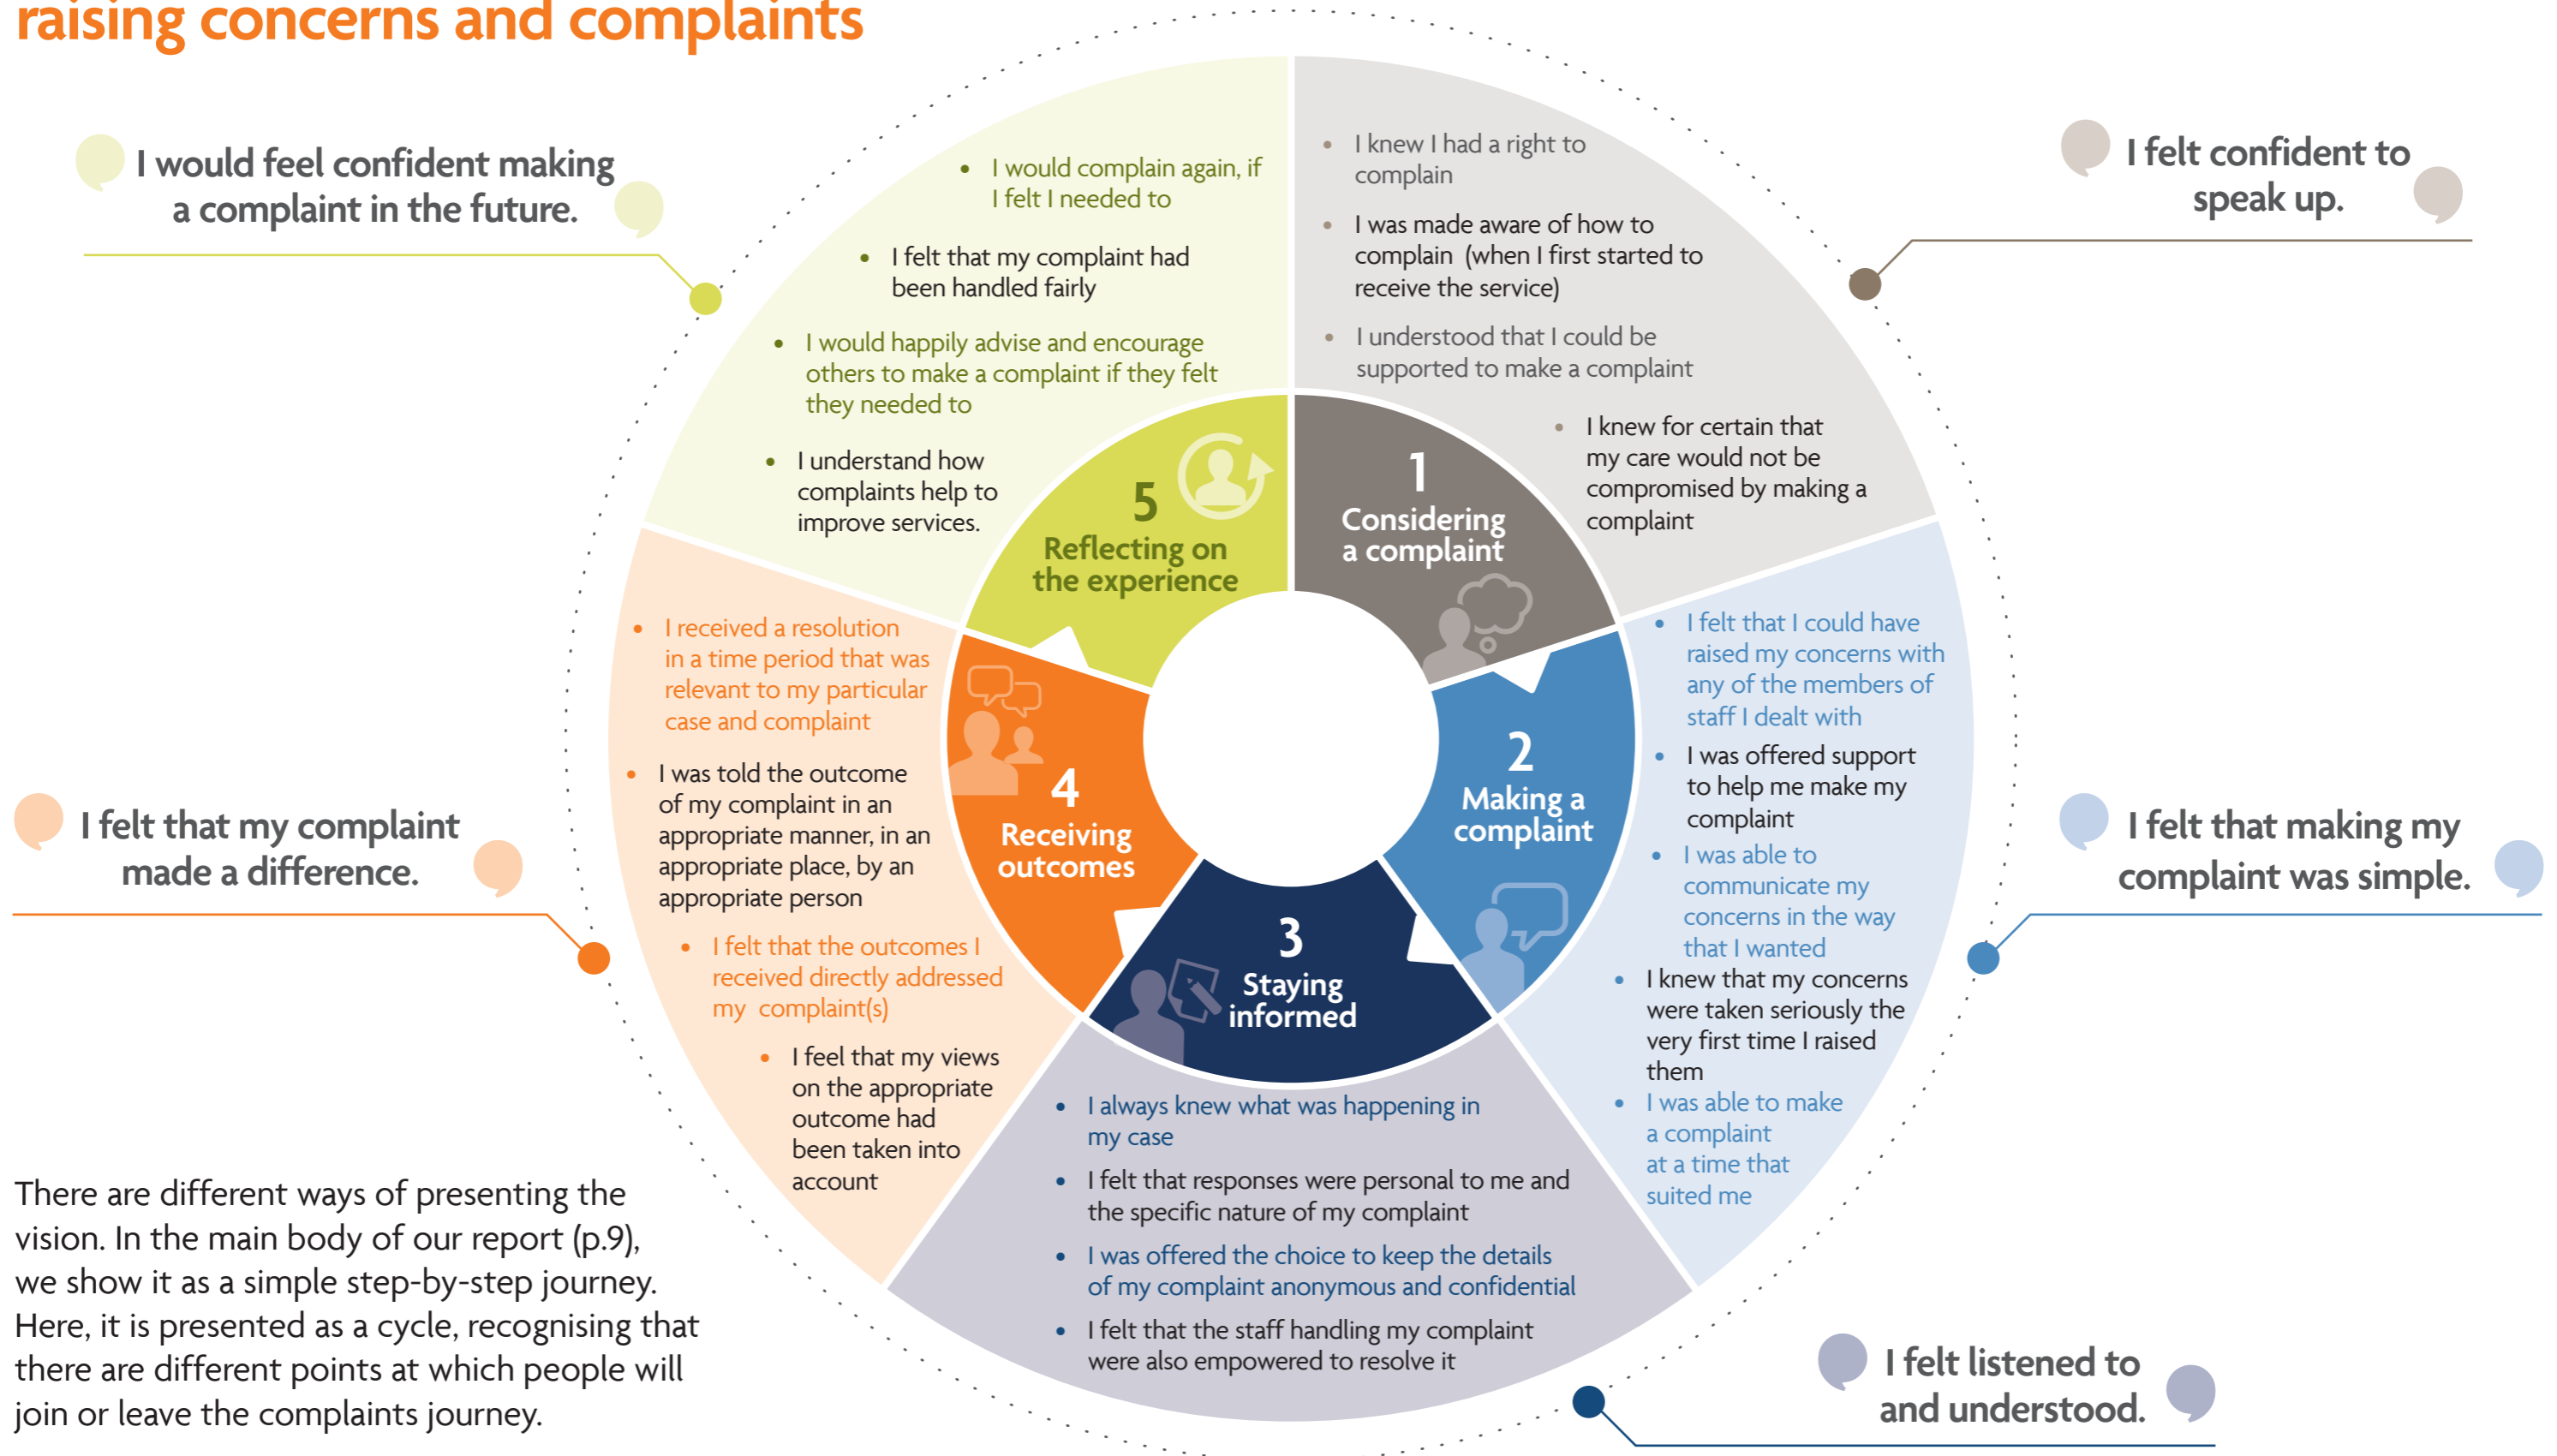 raising concerns and complaints
I would feel confident making
a complaint in the future.
I felt confident to
speak up.
• I knew I had a right to
complain
• I was made aware of how to
complain (when I first started to
receive the service)
• I understood that I could be
supported to make a complaint
• I knew for certain that
my care would not be
compromised by making a
complaint
1
Considering
a complaint
• I felt that I could have
raised my concerns with
any of the members of
staff I dealt with
• I was offered support
to help me make my
complaint
• I was able to
communicate my
concerns in the way
that I wanted
• I knew that my concerns
were taken seriously the
very first time I raised
them
• I was able to make
a complaint
at a time that
suited me
2
Making a
complaint
I felt that making my
complaint was simple.
3
Staying
informed
• I always knew what was happening in
my case
• I felt that responses were personal to me and
the specific nature of my complaint
• I was offered the choice to keep the details
of my complaint anonymous and confidential
• I felt that the staff handling my complaint
were also empowered to resolve it
I felt listened to
and understood.
4
Receiving
outcomes
• I received a resolution
in a time period that was
relevant to my particular
case and complaint
• I was told the outcome
of my complaint in an
appropriate manner, in an
appropriate place, by an
appropriate person
• I felt that the outcomes I
received directly addressed
my complaint(s)
• I feel that my views
on the appropriate
outcome had
been taken into
account
I felt that my complaint
made a difference.
5
Reflecting on
the experience
• I would complain again, if
I felt I needed to
• I felt that my complaint had
been handled fairly
• I would happily advise and encourage
others to make a complaint if they felt
they needed to
• I understand how
complaints help to
improve services.
There are different ways of presenting the
vision. In the main body of our report (p.9),
we show it as a simple step-by-step journey.
Here, it is presented as a cycle, recognising that
there are different points at which people will
join or leave the complaints journey.